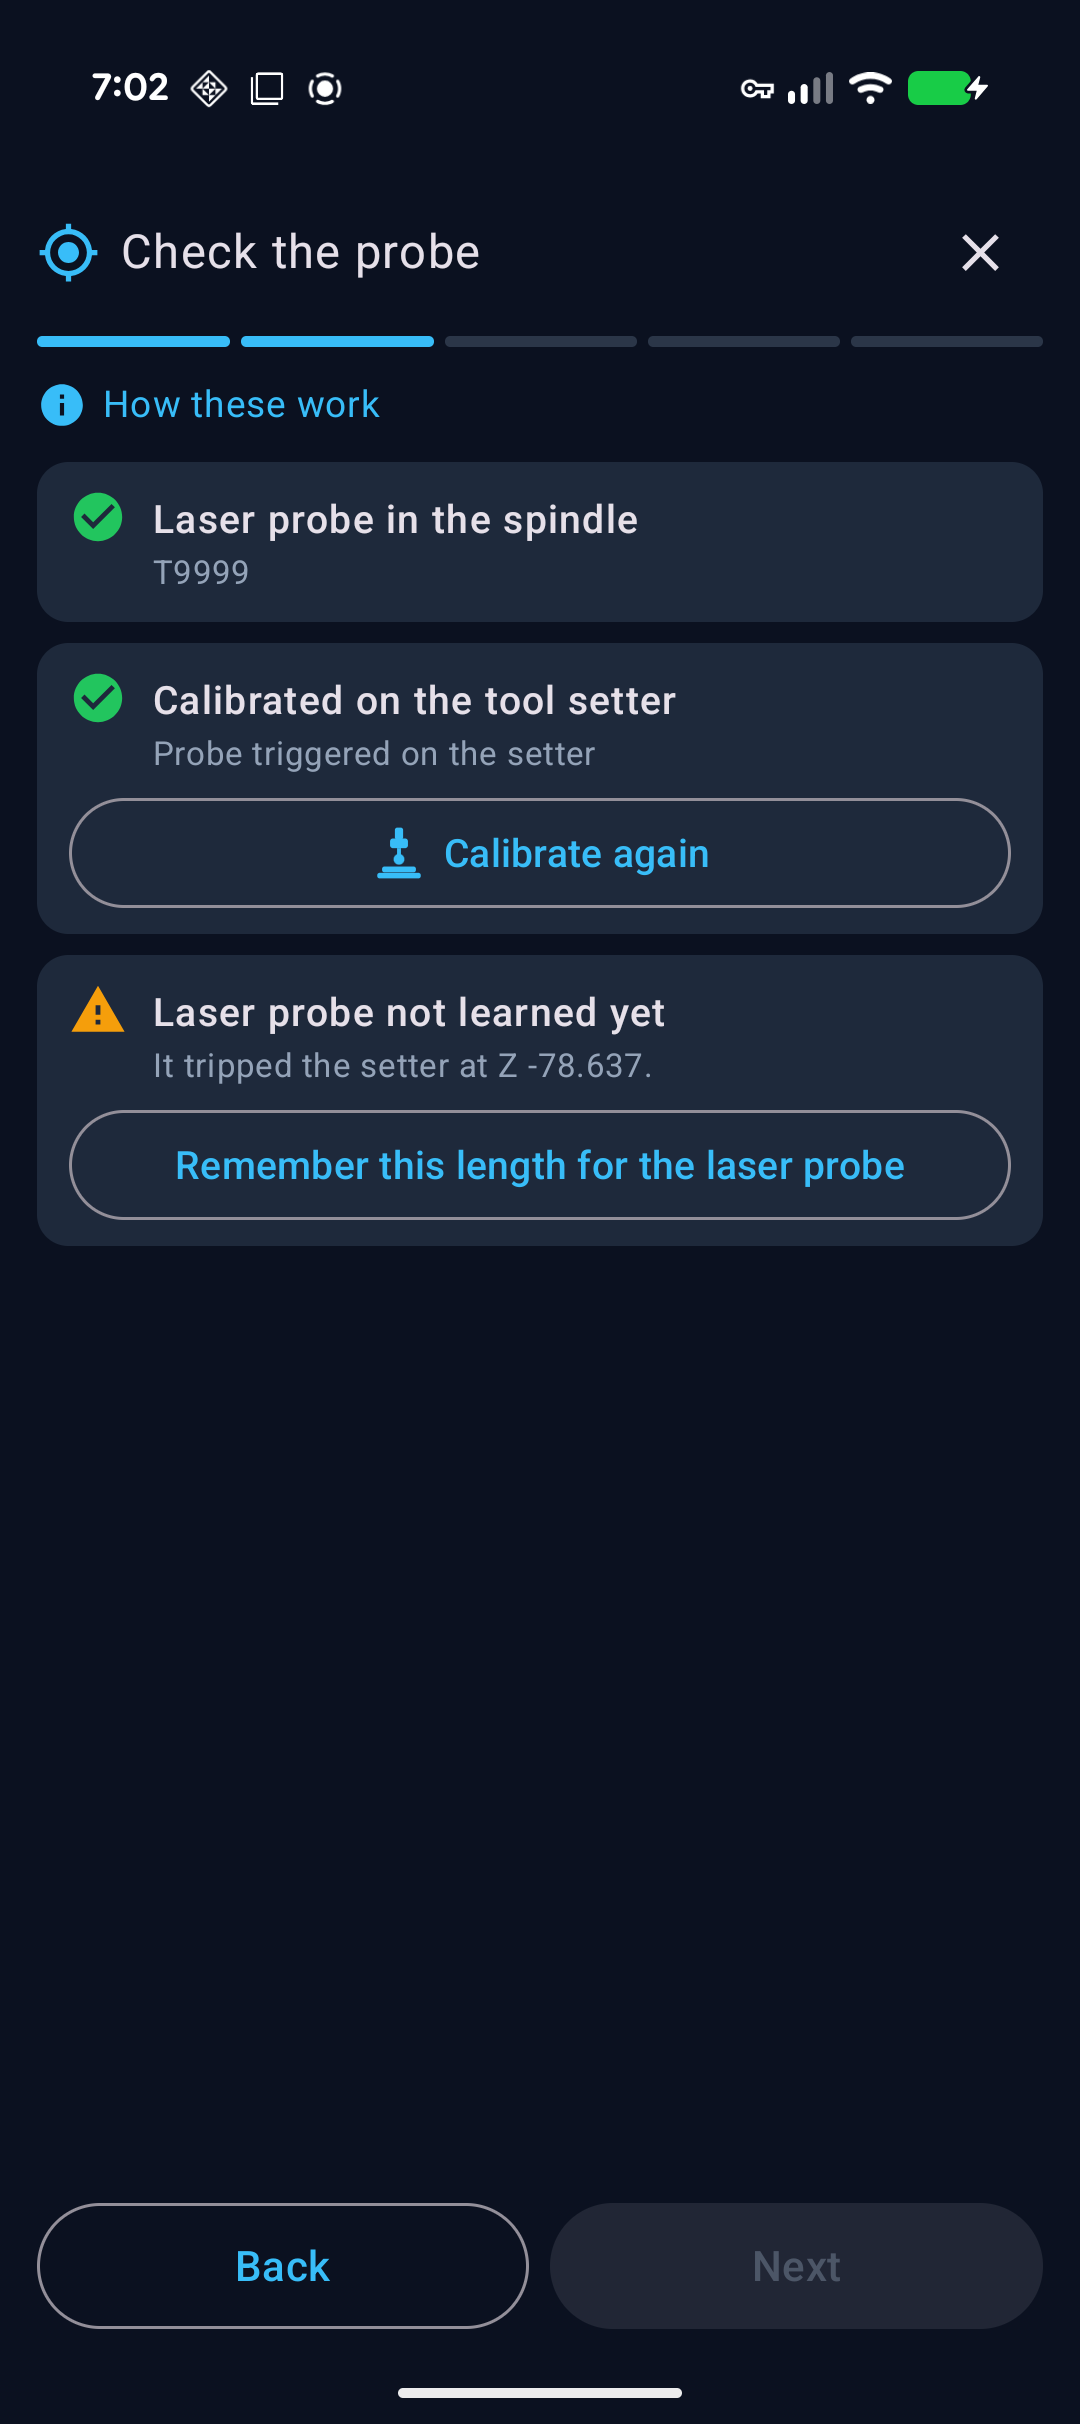 7:02
Check the probe
How these work
Laser probe in the spindle
T9999
Calibrated on the tool setter
Probe triggered on the setter
Calibrate again
Laser probe not learned yet
It tripped the setter at Z -78.637.
Remember this length for the laser probe
Back
Next